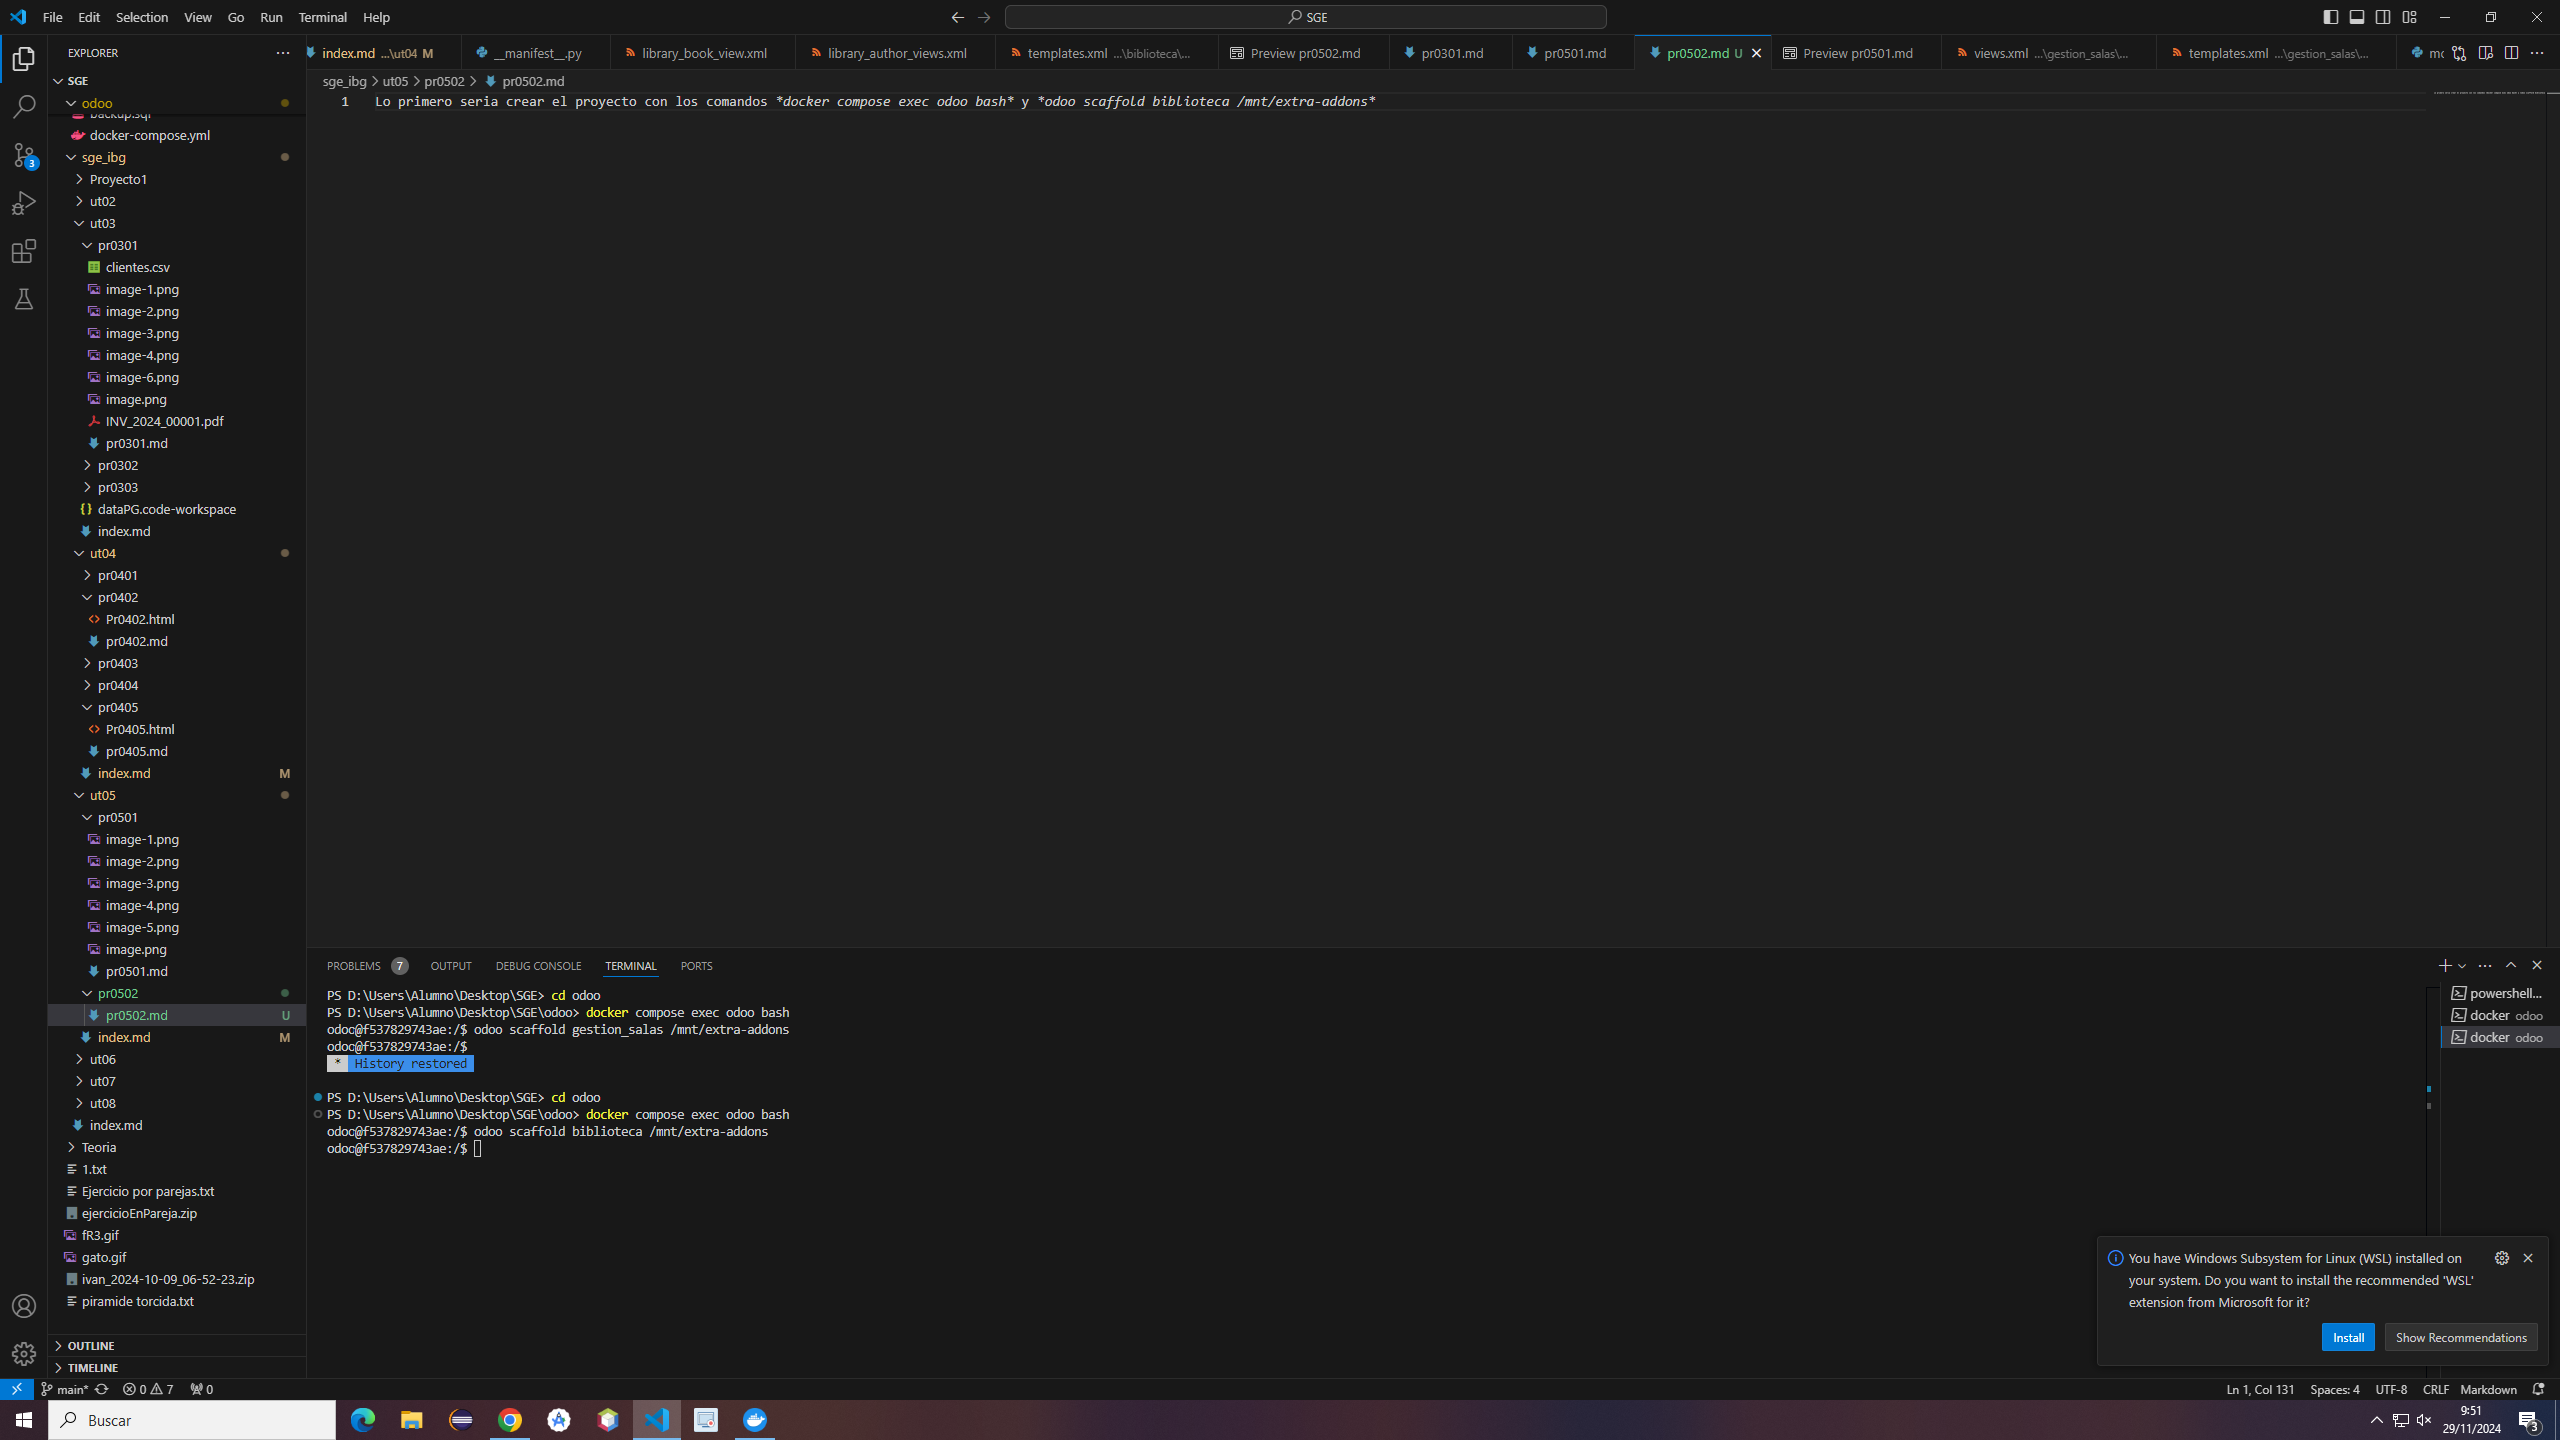 File Edit Selection View Go Run Terminal Help
SGE
EXPLORER
index.md ...\ut04 M
__manifest__.py
library_book_view.xml
library_author_views.xml
templates.xml ...\biblioteca\...
Preview pr0502.md
pr0301.md
pr0501.md
pr0502.md U
Preview pr0501.md
views.xml ...\gestion_salas\...
templates.xml ...\gestion_salas\...
SGE
sge_ibg > ut05 > pr0502 > pr0502.md
1 Lo primero seria crear el proyecto con los comandos *docker compose exec odoo bash* y *odoo scaffold biblioteca /mnt/extra-addons*
odoo
backup.sql
docker-compose.yml
sge_ibg
Proyecto1
ut02
ut03
pr0301
clientes.csv
image-1.png
image-2.png
image-3.png
image-4.png
image-6.png
image.png
INV_2024_00001.pdf
pr0301.md
pr0302
pr0303
dataPG.code-workspace
index.md
ut04
pr0401
pr0402
Pr0402.html
pr0402.md
pr0403
pr0404
pr0405
Pr0405.html
pr0405.md
index.md M
ut05
pr0501
image-1.png
image-2.png
image-3.png
image-4.png
image-5.png
image.png
pr0501.md
pr0502
pr0502.md U
index.md M
ut06
ut07
ut08
index.md
Teoria
1.txt
Ejercicio por parejas.txt
ejercicioEnPareja.zip
fR3.gif
gato.gif
ivan_2024-10-09_06-52-23.zip
piramide torcida.txt
OUTLINE
TIMELINE
PROBLEMS 7 OUTPUT DEBUG CONSOLE TERMINAL PORTS
PS D:\Users\Alumno\Desktop\SGE> cd odoo
PS D:\Users\Alumno\Desktop\SGE\odoo> docker compose exec odoo bash
odoo@f537829743ae:/$ odoo scaffold gestion_salas /mnt/extra-addons
odoo@f537829743ae:/$
* History restored
PS D:\Users\Alumno\Desktop\SGE> cd odoo
PS D:\Users\Alumno\Desktop\SGE\odoo> docker compose exec odoo bash
odoo@f537829743ae:/$ odoo scaffold biblioteca /mnt/extra-addons
odoo@f537829743ae:/$
powershell...
docker odoo
docker odoo
You have Windows Subsystem for Linux (WSL) installed on
your system. Do you want to install the recommended 'WSL'
extension from Microsoft for it?
Install
Show Recommendations
3
main* 0 7 0
Ln 1, Col 131 Spaces: 4 UTF-8 CRLF Markdown
Buscar
9:51
29/11/2024
3